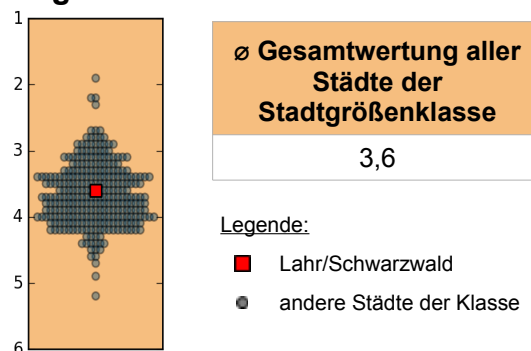 1
2
3
4
5
6
⌀ Gesamtwertung aller
Städte der
Stadtgrößenklasse
3,6
Legende:
Lahr/Schwarzwald
andere Städte der Klasse